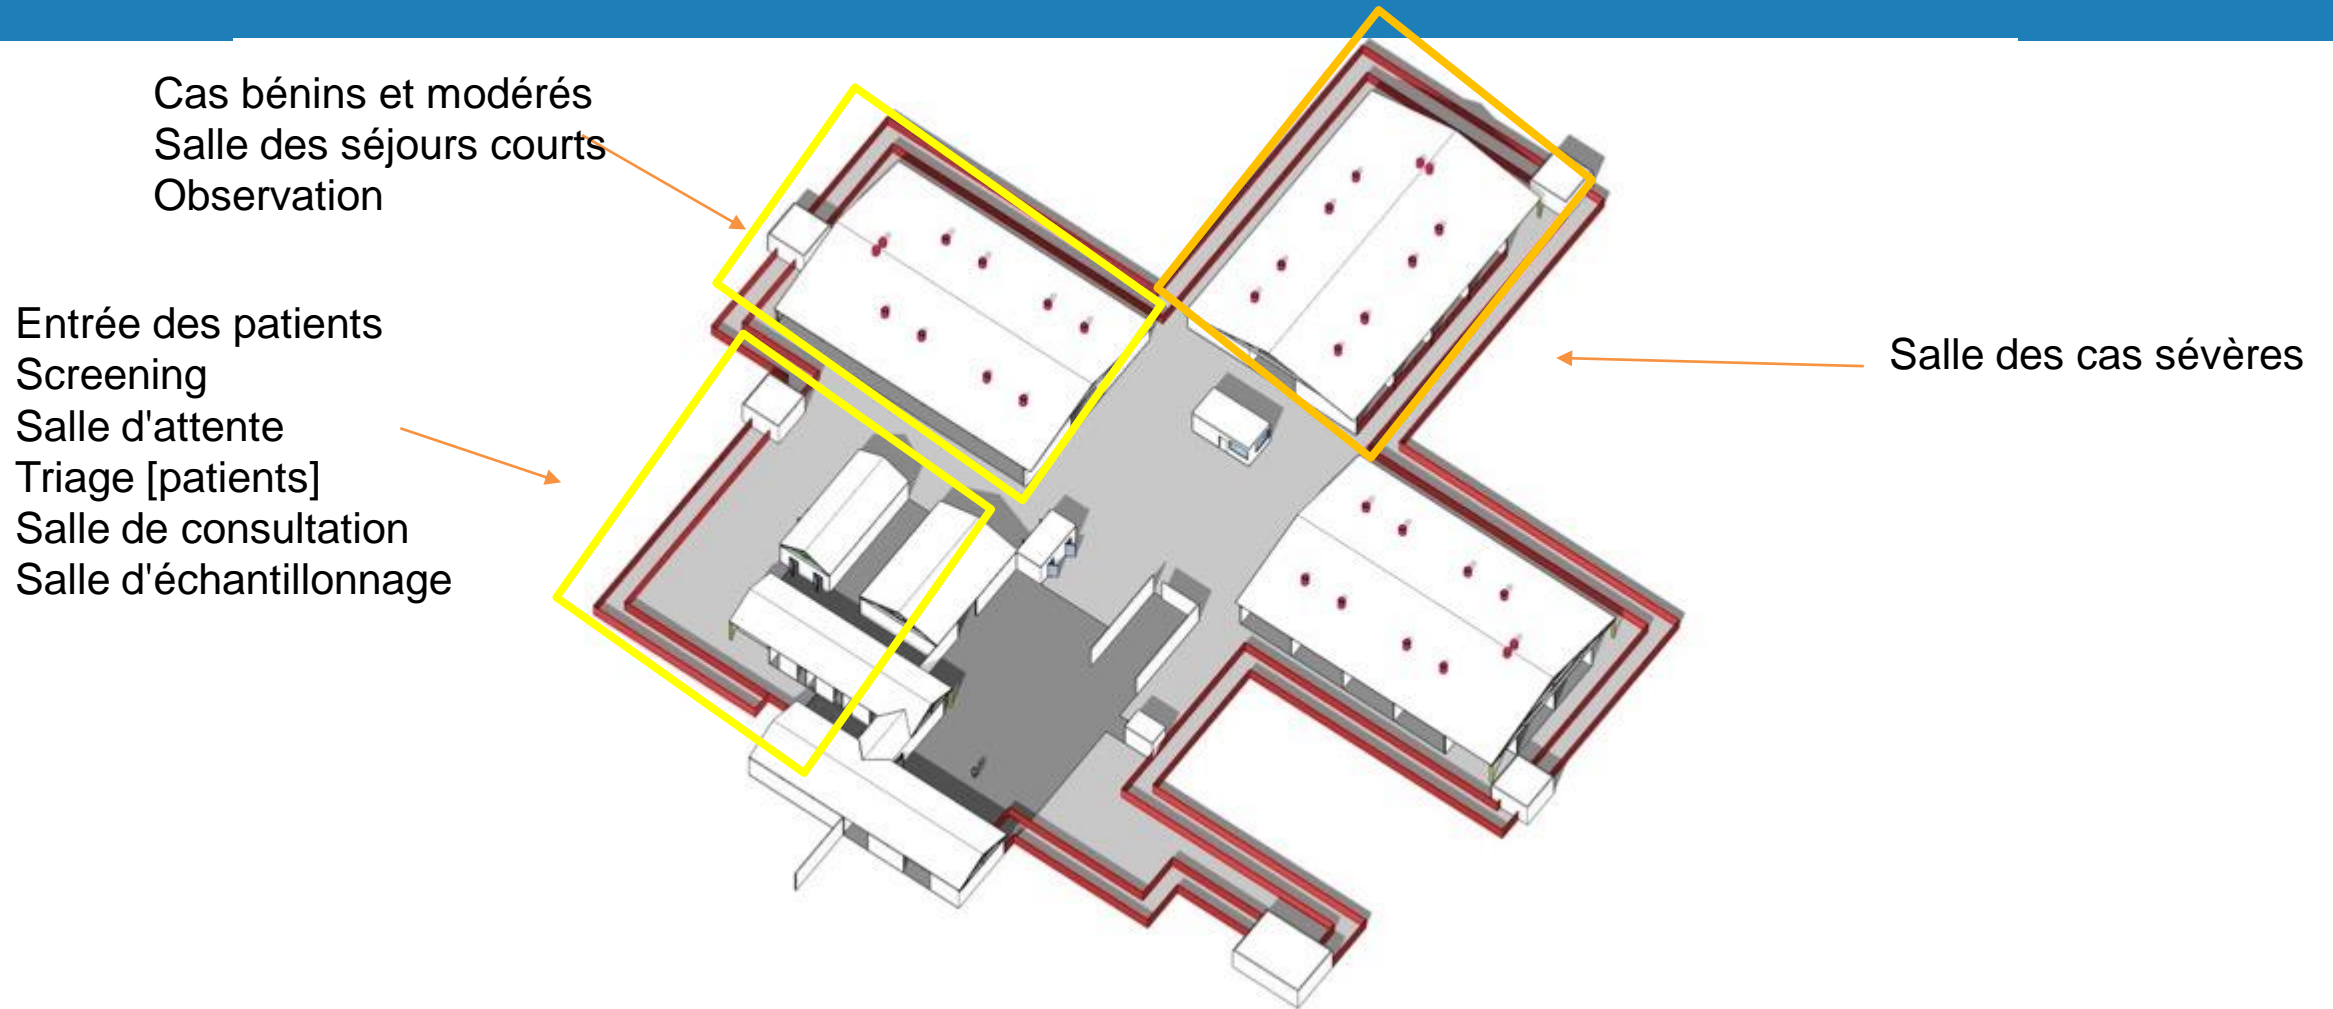 Cas bénins et modérés
Salle des séjours courts
Observation
Entrée des patients
Screening
Salle d'attente
Triage [patients]
Salle de consultation
Salle d'échantillonnage
Salle des cas sévères